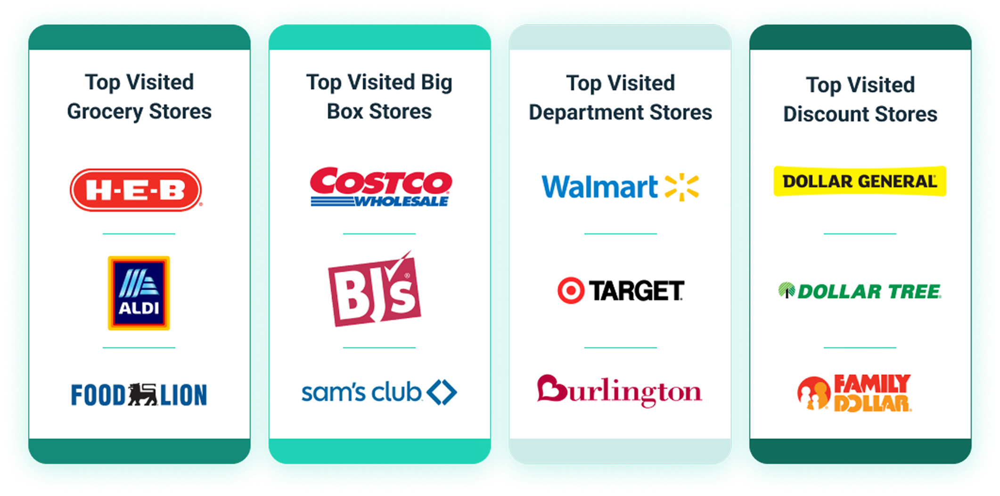 Top Visited
Grocery Stores
H-E-B
ALDI
FOOD LION
Top Visited Big
Box Stores
COSTCO
WHOLESALE
BJ's
sam's club
Top Visited
Department Stores
Walmart
TARGET
Burlington
Top Visited
Discount Stores
DOLLAR GENERAL
DOLLAR TREE
FAMILY
DOLLAR